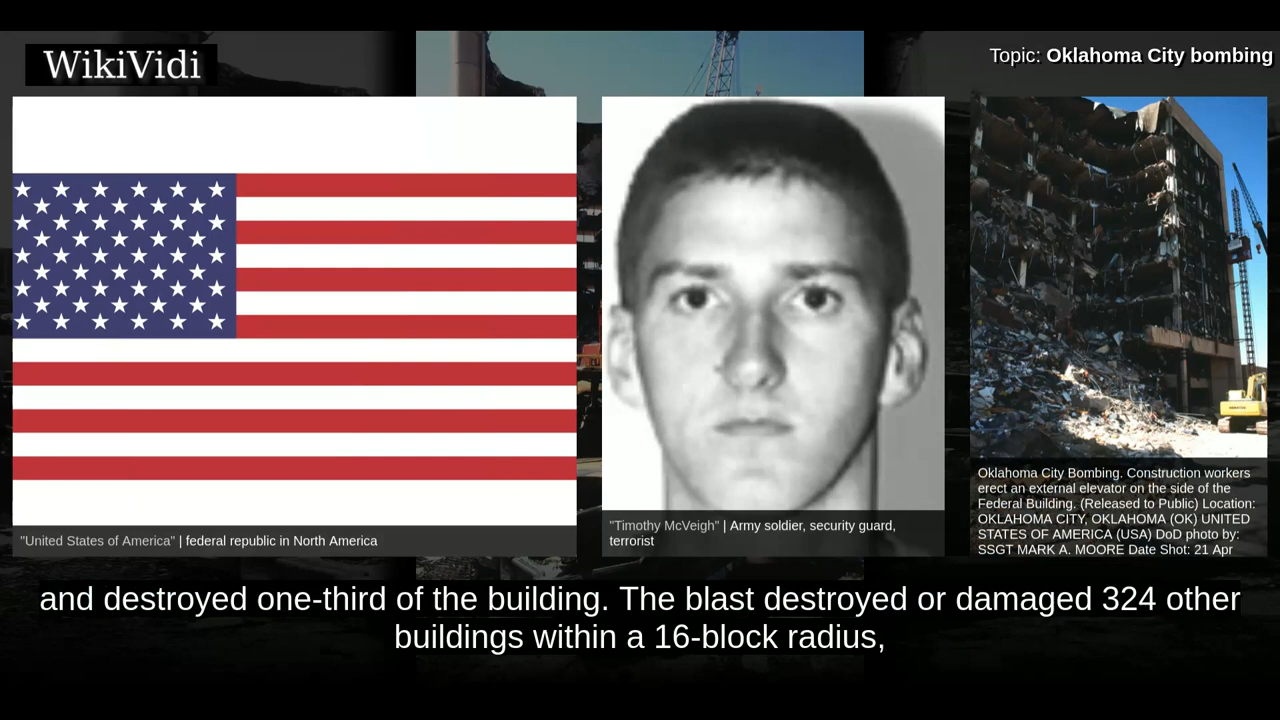 WikiVidi
Topic: Oklahoma City bombing
"United States of America" | federal republic in North America
"Timothy McVeigh" | Army soldier, security guard,
terrorist
Oklahoma City Bombing. Construction workers
erect an external elevator on the side of the
Federal Building. (Released to Public) Location:
OKLAHOMA CITY, OKLAHOMA (OK) UNITED
STATES OF AMERICA (USA) DoD photo by:
SSGT MARK A. MOORE Date Shot: 21 Apr
and destroyed one-third of the building. The blast destroyed or damaged 324 other
buildings within a 16-block radius,